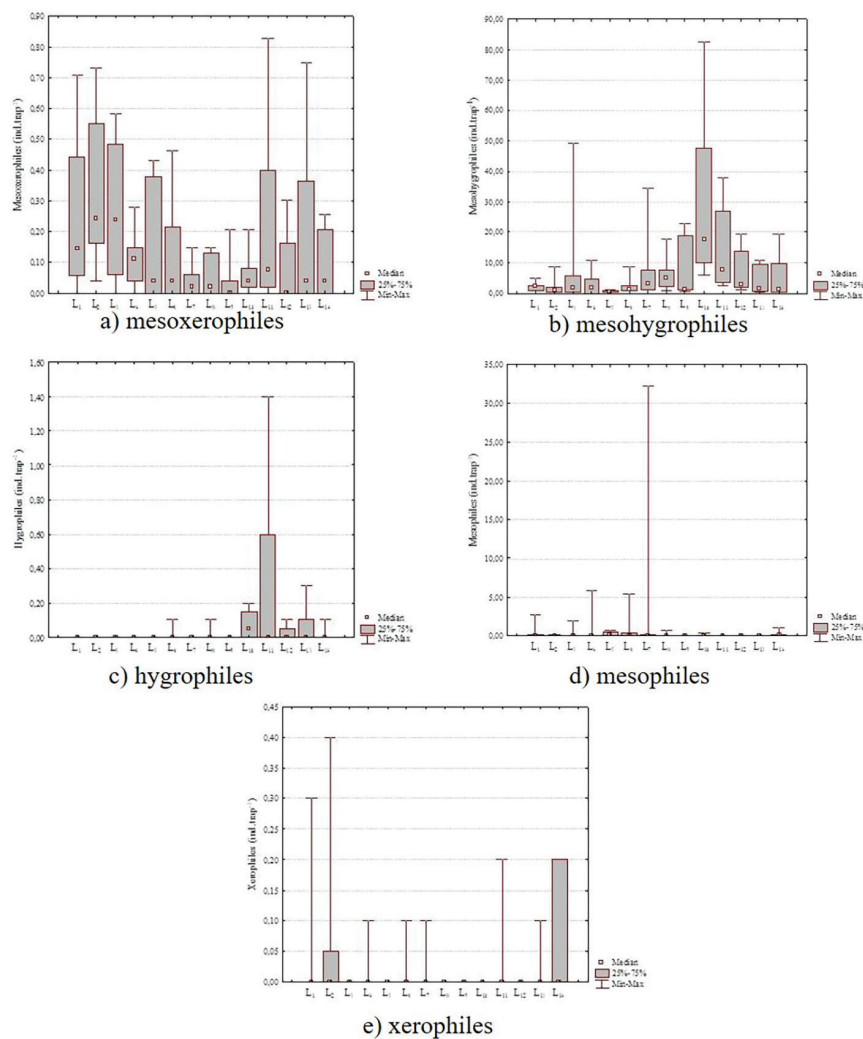 Mesoxerophiles (ind.trap⁻¹)
0,90
0,80
0,70
0,60
0,50
0,40
0,30
0,20
0,10
0,00
L₁ L₂ L₃ L₄ L₅ L₆ L₇ L₈ L₉ L₁₀ L₁₁ L₁₂ L₁₃ L₁₄
Median
25%-75%
Min-Max
a) mesoxerophiles
Mesohygrophiles (ind.trap⁻¹)
90,00
80,00
70,00
60,00
50,00
40,00
30,00
20,00
10,00
0,00
L₁ L₂ L₃ L₄ L₅ L₆ L₇ L₈ L₉ L₁₀ L₁₁ L₁₂ L₁₃ L₁₄
Median
25%-75%
Min-Max
b) mesohygrophiles
Hygrophiles (ind.trap⁻¹)
1,60
1,40
1,20
1,00
0,80
0,60
0,40
0,20
0,00
L₁ L₂ L₃ L₄ L₅ L₆ L₇ L₈ L₉ L₁₀ L₁₁ L₁₂ L₁₃ L₁₄
Median
25%-75%
Min-Max
c) hygrophiles
Mesophiles (ind.trap⁻¹)
35,00
30,00
25,00
20,00
15,00
10,00
5,00
0,00
L₁ L₂ L₃ L₄ L₅ L₆ L₇ L₈ L₉ L₁₀ L₁₁ L₁₂ L₁₃ L₁₄
Median
25%-75%
Min-Max
d) mesophiles
Xerophiles (ind.trap⁻¹)
0,45
0,40
0,35
0,30
0,25
0,20
0,15
0,10
0,05
0,00
L₁ L₂ L₃ L₄ L₅ L₆ L₇ L₈ L₉ L₁₀ L₁₁ L₁₂ L₁₃ L₁₄
Median
25%-75%
Min-Max
e) xerophiles